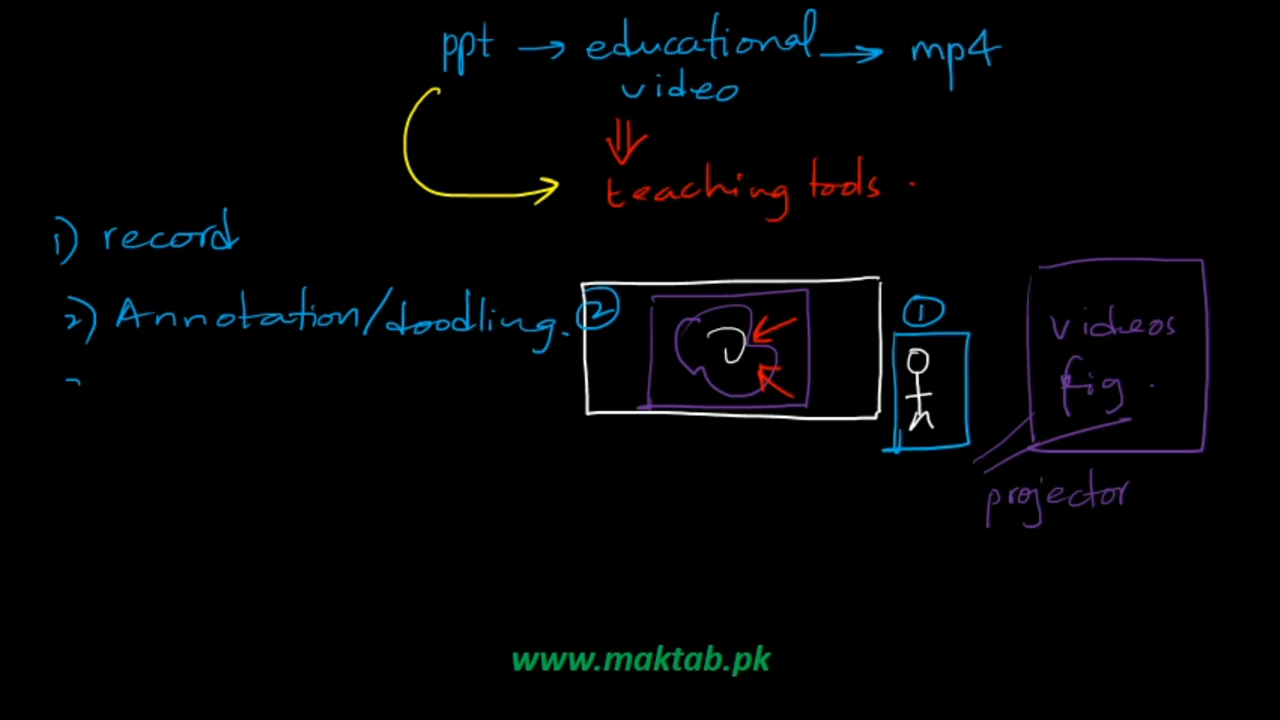 ppt → educational → mp4
video
⇓
teaching tools.
1) record
2) Annotation/doodling.
②
①
videos
fig.
projector
www.maktab.pk